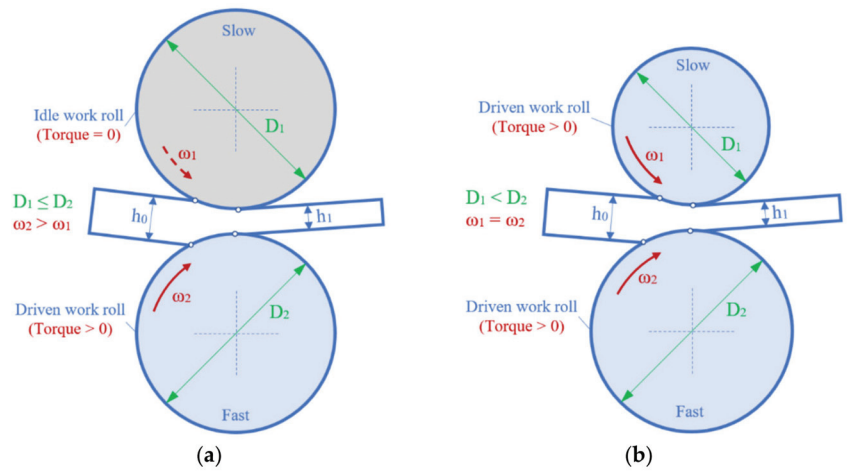 Slow
Idle work roll
(Torque = 0)
D₁
ω₁
D₁ ≤ D₂
ω₂ > ω₁
h₀
h₁
ω₂
D₂
Driven work roll
(Torque > 0)
Fast
(a)
Slow
Driven work roll
(Torque > 0)
D₁
ω₁
D₁ < D₂
ω₁ = ω₂
h₀
h₁
ω₂
D₂
Driven work roll
(Torque > 0)
Fast
(b)